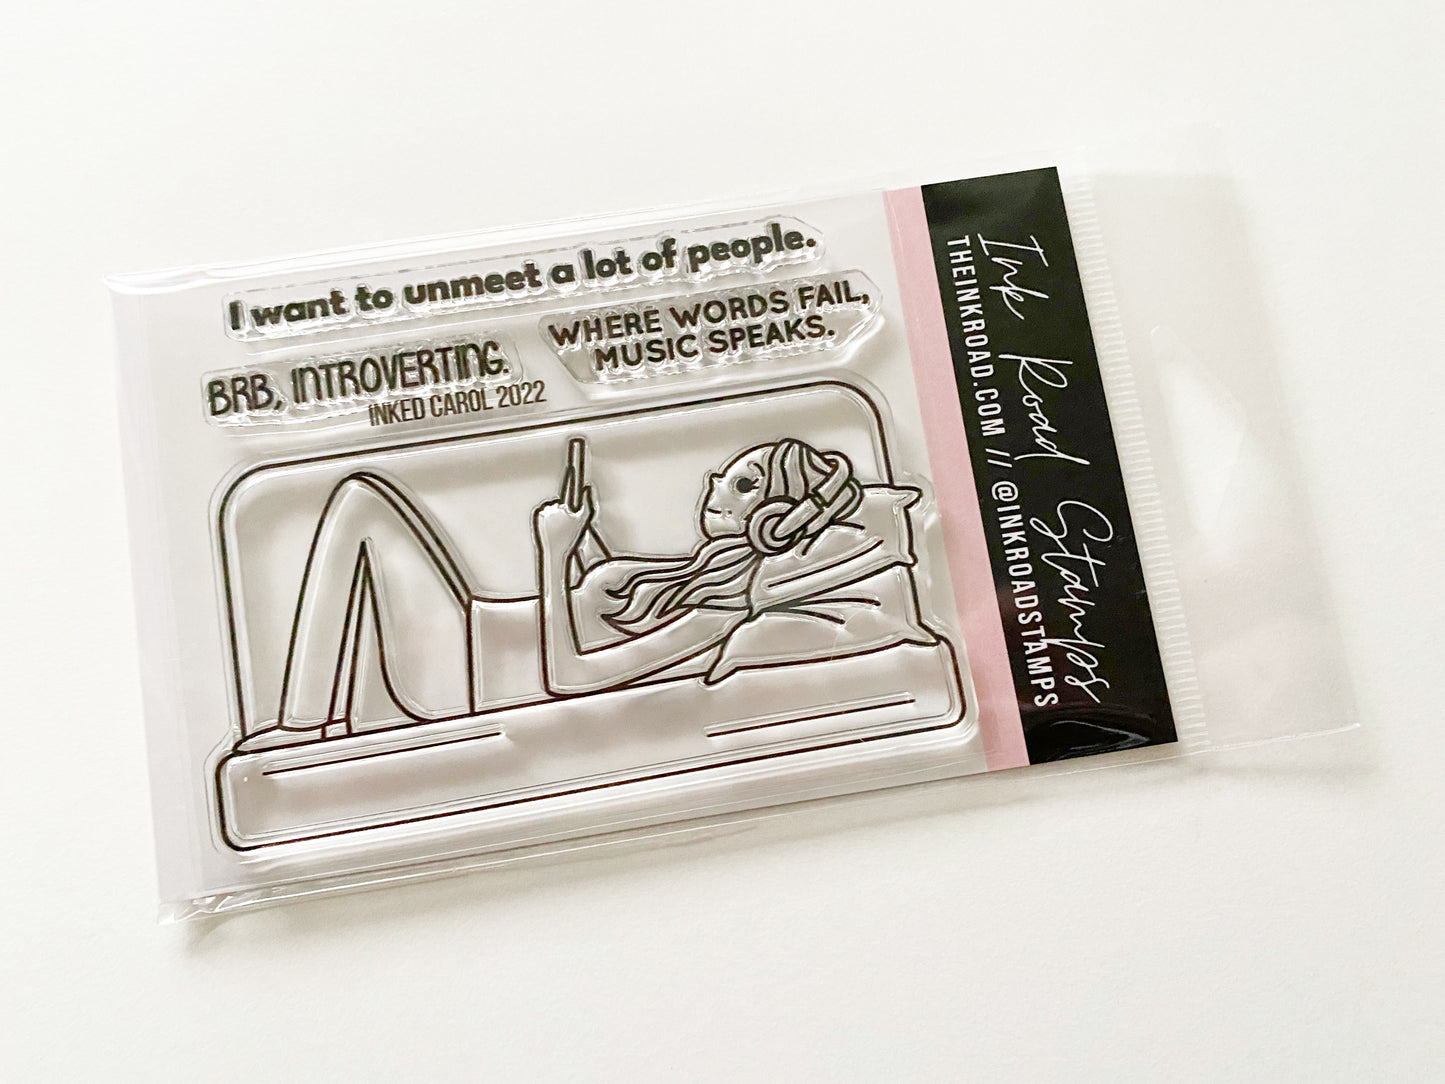 I want to unmeet a lot of people.
WHERE WORDS FAIL,
MUSIC SPEAKS.
BRB, INTROVERTING.
INKED CAROL 2022
Ink Road Stamps
THEINKROAD.COM // @INKROADSTAMPS